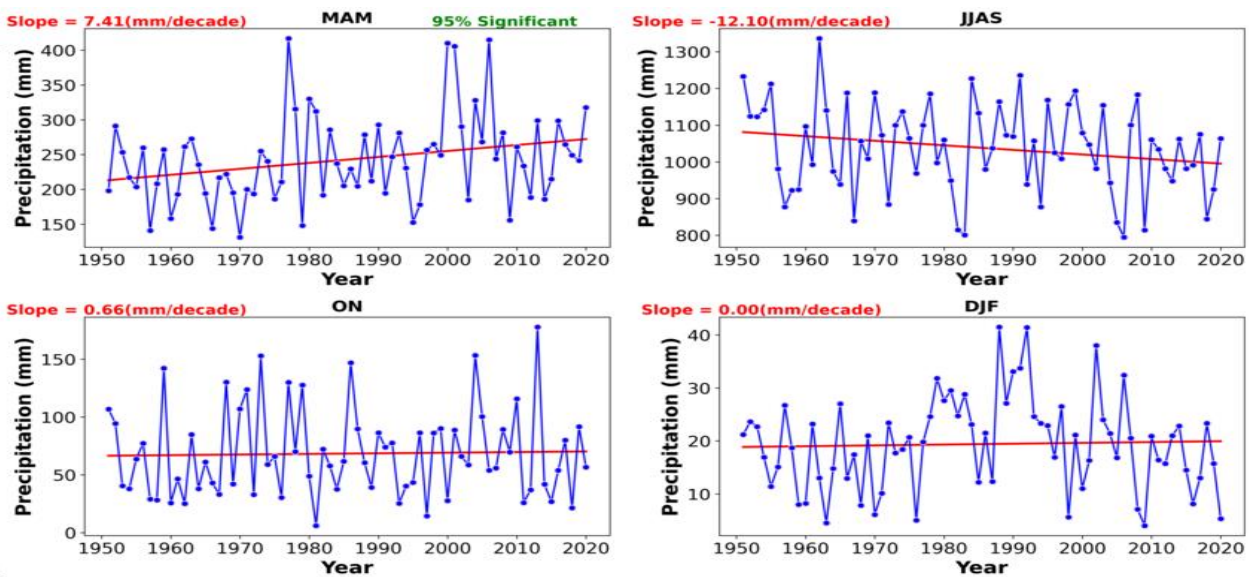 Slope = 7.41(mm/decade) MAM 95% Significant
Precipitation (mm)
400
350
300
250
200
150
1950 1960 1970 1980 1990 2000 2010 2020
Year
Slope = -12.10(mm/decade) JJAS
Precipitation (mm)
1300
1200
1100
1000
900
800
1950 1960 1970 1980 1990 2000 2010 2020
Year
Slope = 0.66(mm/decade) ON
Precipitation (mm)
150
100
50
0
1950 1960 1970 1980 1990 2000 2010 2020
Year
Slope = 0.00(mm/decade) DJF
Precipitation (mm)
40
30
20
10
1950 1960 1970 1980 1990 2000 2010 2020
Year